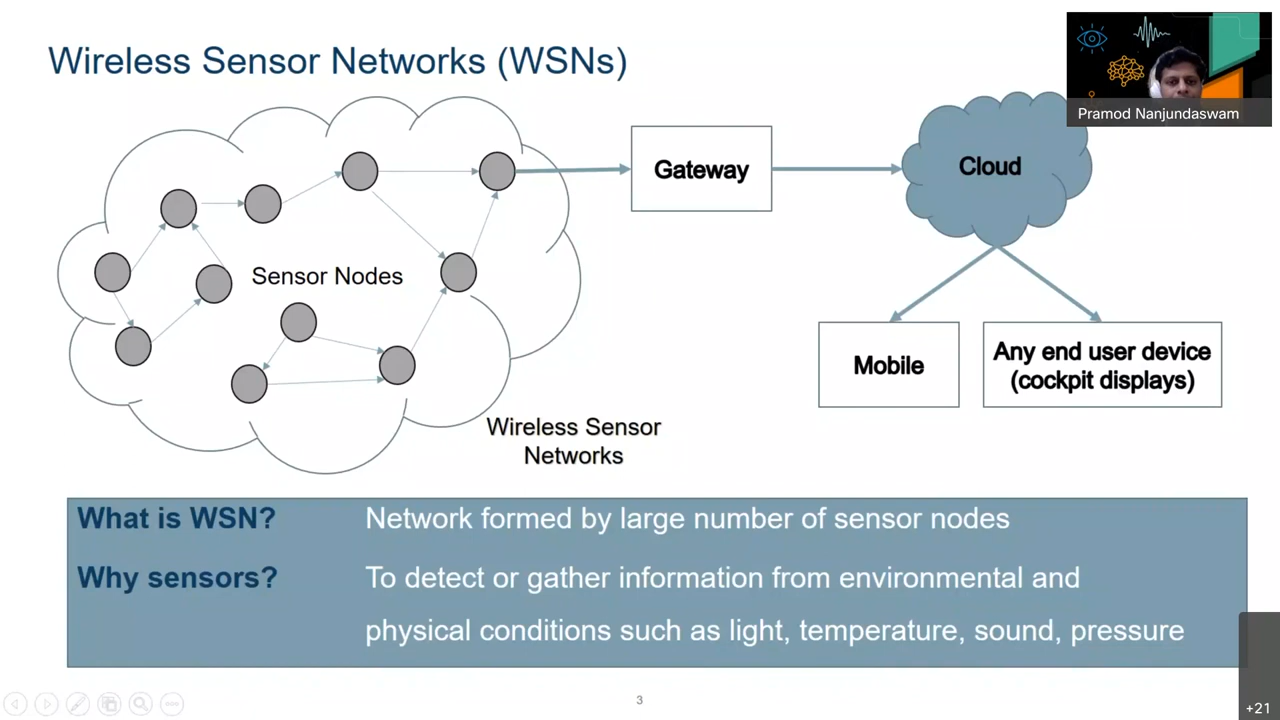 Wireless Sensor Networks (WSNs)
Pramod Nanjundaswam
Gateway
Cloud
Sensor Nodes
Mobile
Any end user device
(cockpit displays)
Wireless Sensor
Networks
What is WSN? Network formed by large number of sensor nodes
Why sensors? To detect or gather information from environmental and
physical conditions such as light, temperature, sound, pressure
3
+21